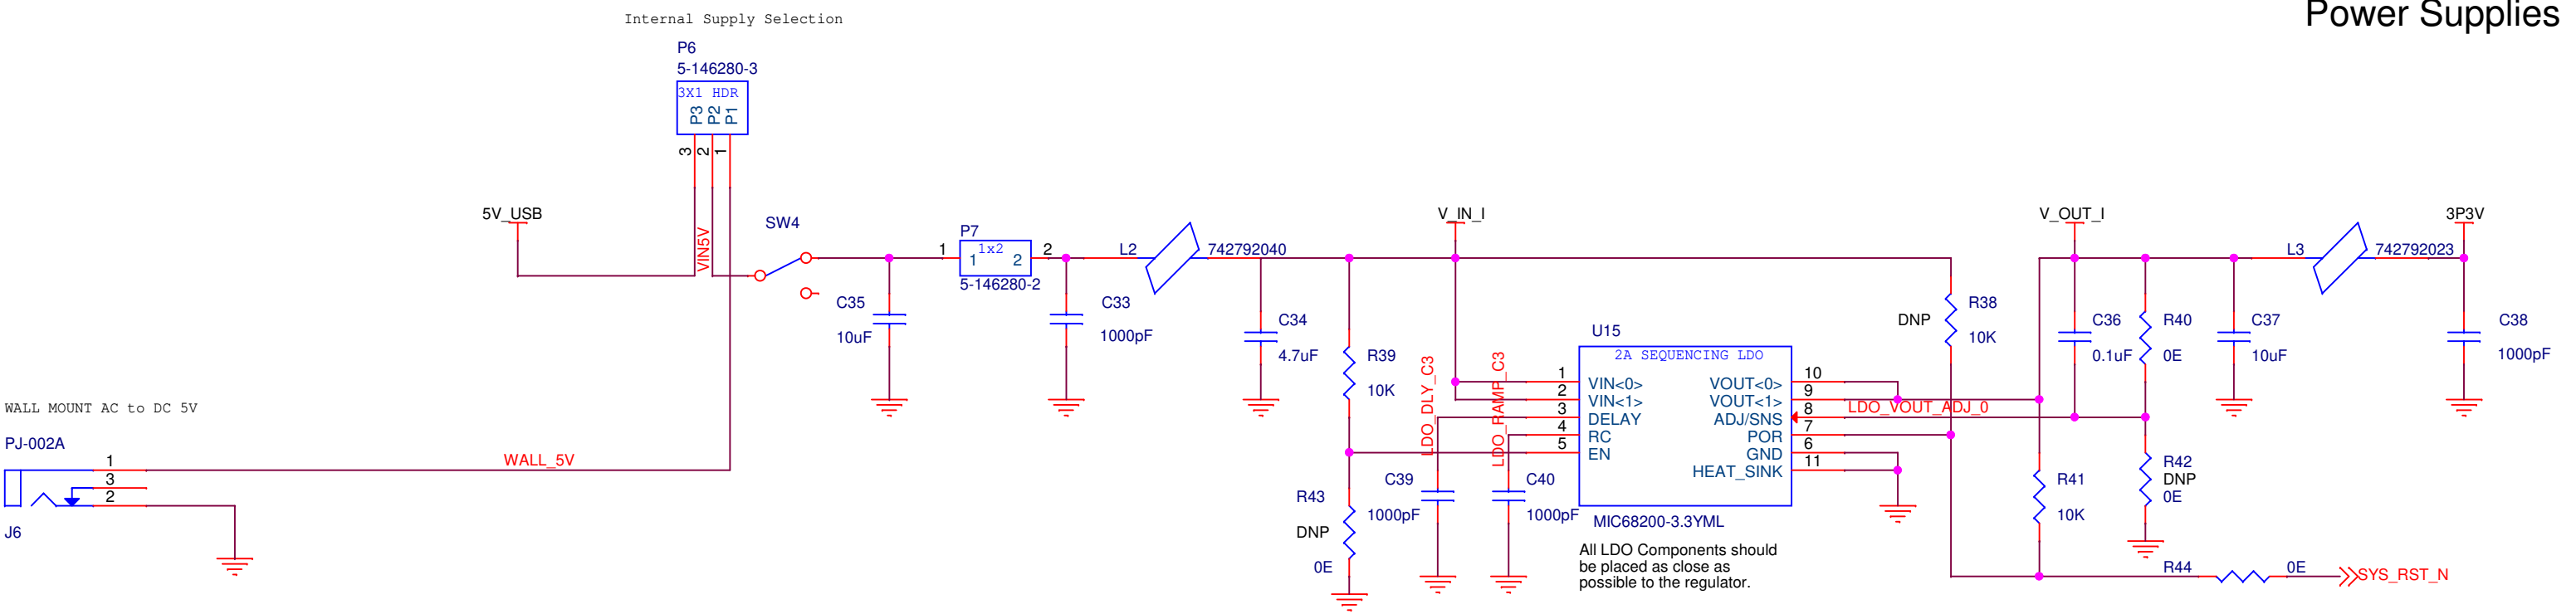 Power Supplies
Internal Supply Selection
P6
5-146280-3
3X1 HDR
P3 P2 P1
3 2 1
5V_USB
VIN5V
SW4
C35
10uF
P7
1 1x2 2
1 2
5-146280-2
C33
1000pF
L2
742792040
C34
4.7uF
V_IN_I
R39
10K
R43
DNP
0E
LDO_DLY_C3
LDO_RAMP_C3
C39
1000pF
C40
1000pF
U15
2A SEQUENCING LDO
1 VIN<0> VOUT<0> 10
2 VIN<1> VOUT<1> 9
3 DELAY ADJ/SNS 8
4 RC POR 7
5 EN GND 6
HEAT_SINK 11
MIC68200-3.3YML
All LDO Components should
be placed as close as
possible to the regulator.
LDO_VOUT_ADJ_0
DNP
R38
10K
V_OUT_I
C36
0.1uF
R40
0E
C37
10uF
L3
742792023
3P3V
C38
1000pF
R41
10K
R42
DNP
0E
R44
0E
SYS_RST_N
WALL MOUNT AC to DC 5V
PJ-002A
1
3
2
J6
WALL_5V